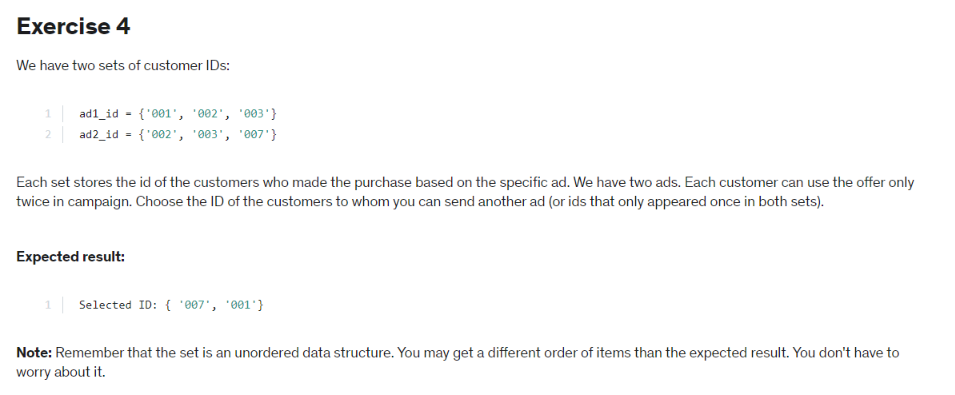 Exercise 4
We have two sets of customer IDs:
1 ad1_id = {'001', '002', '003'}
2 ad2_id = {'002', '003', '007'}
Each set stores the id of the customers who made the purchase based on the specific ad. We have two ads. Each customer can use the offer only
twice in campaign. Choose the ID of the customers to whom you can send another ad (or ids that only appeared once in both sets).
Expected result:
1 Selected ID: { '007', '001'}
Note: Remember that the set is an unordered data structure. You may get a different order of items than the expected result. You don't have to
worry about it.